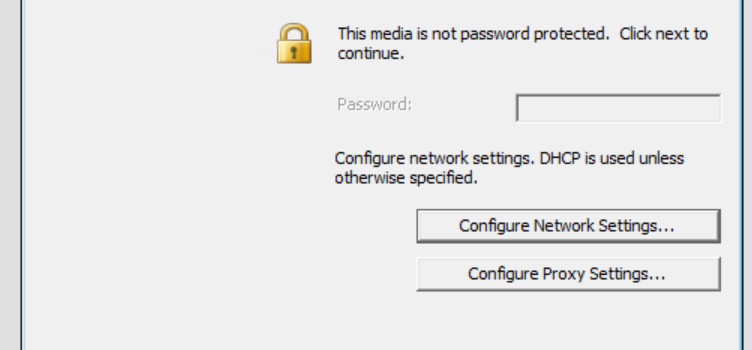 This media is not password protected.  Click next to
continue.
Password:
Configure network settings. DHCP is used unless
otherwise specified.
Configure Network Settings...
Configure Proxy Settings...